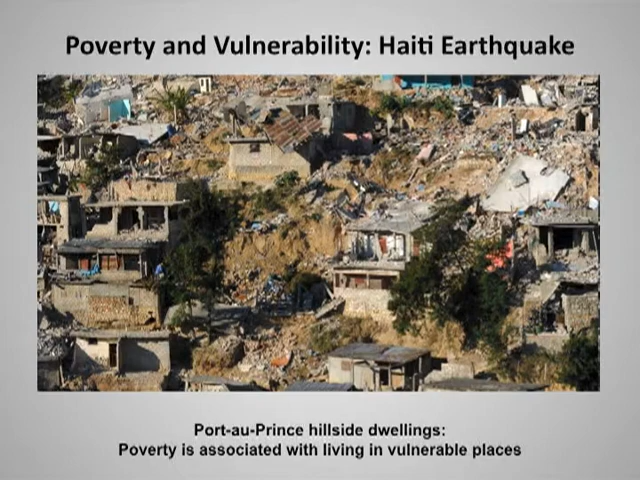 Poverty and Vulnerability: Haiti Earthquake
Port-au-Prince hillside dwellings:
Poverty is associated with living in vulnerable places